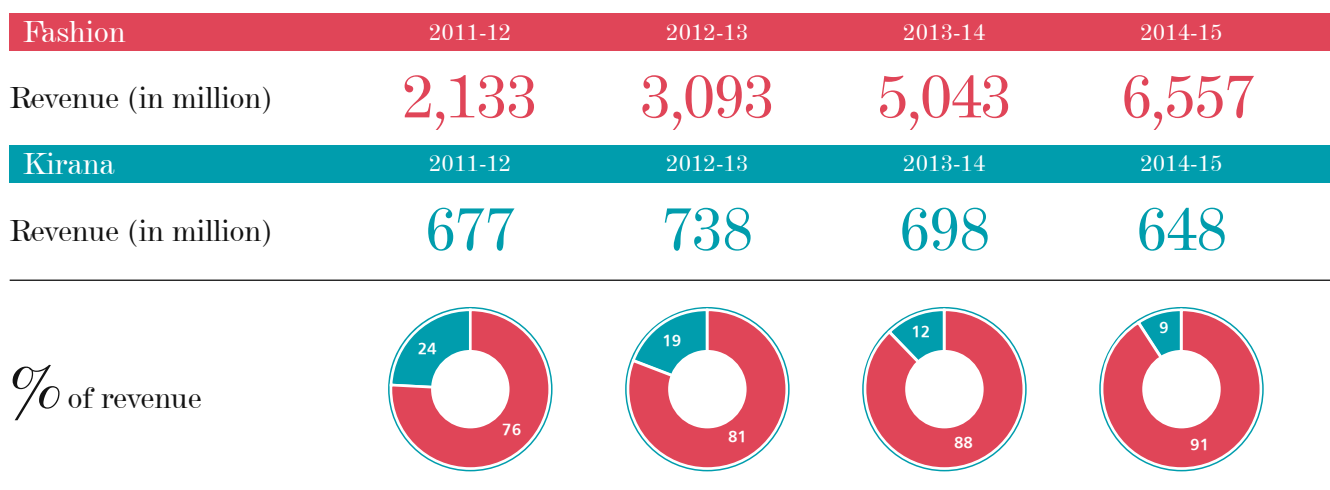 Fashion 2011-12 2012-13 2013-14 2014-15
Revenue (in million) 2,133 3,093 5,043 6,557
Kirana 2011-12 2012-13 2013-14 2014-15
Revenue (in million) 677 738 698 648
24 76 19 81 12 88 9 91
% of revenue